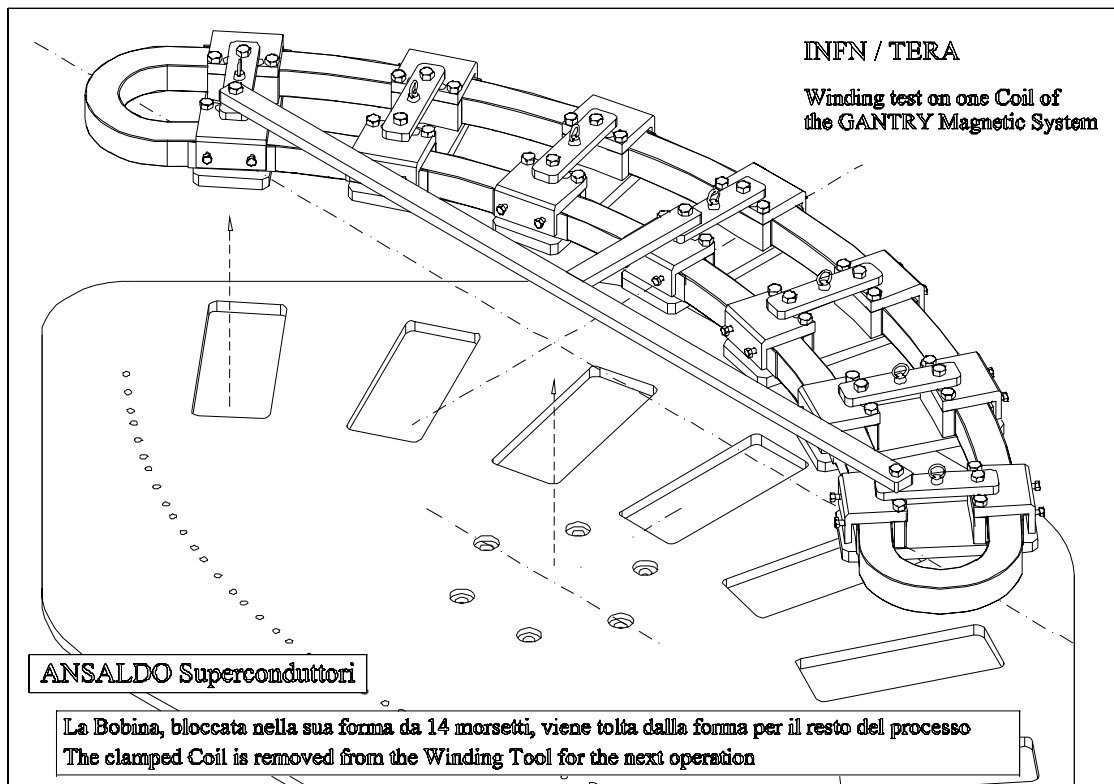 INFN / TERA
Winding test on one Coil of
the GANTRY Magnetic System
ANSALDO Superconduttori
La Bobina, bloccata nella sua forma da 14 morsetti, viene tolta dalla forma per il resto del processo
The clamped Coil is removed from the Winding Tool for the next operation